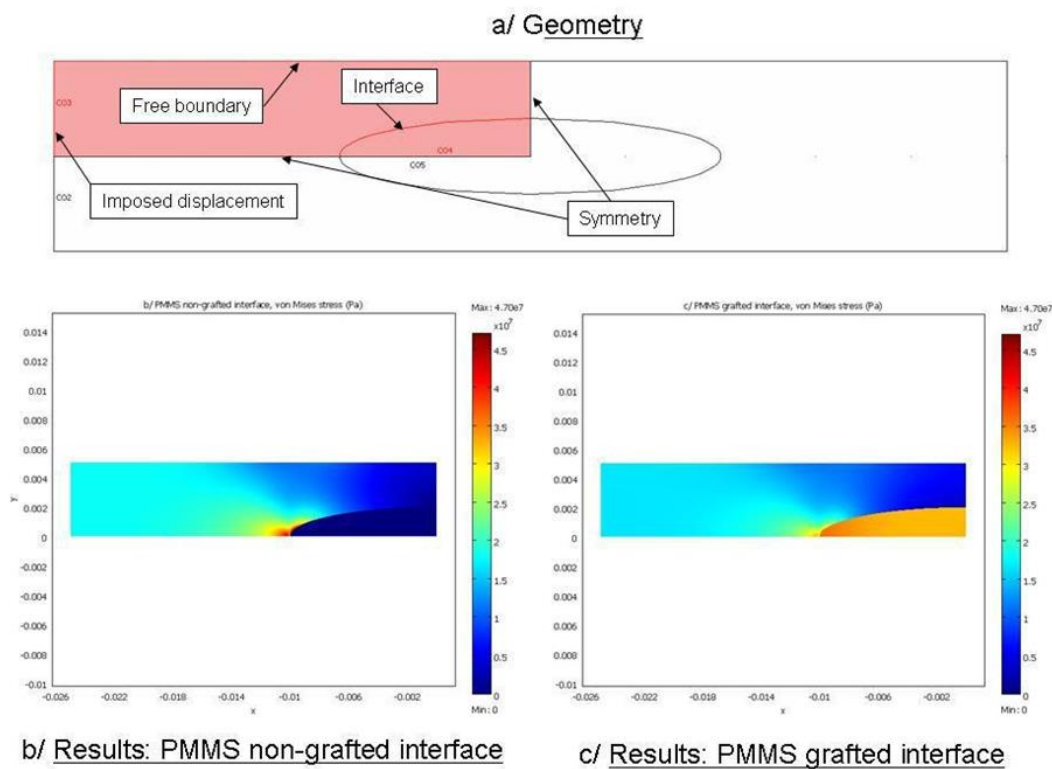 a/ Geometry
Interface
Free boundary
CO3
CO4
CO5
CO2
Imposed displacement
Symmetry
b/ PMMS non-grafted interface, von Mises stress (Pa)
Max: 4.70e7
×10⁷
0.014
0.012
0.01
0.008
0.006
0.004
0.002
0
-0.002
-0.004
-0.006
-0.008
-0.01
y
-0.026 -0.022 -0.018 -0.014 -0.01 -0.006 -0.002
x
4.5
4
3.5
3
2.5
2
1.5
1
0.5
0
Min: 0
c/ PMMS grafted interface, von Mises stress (Pa)
Max: 4.70e7
×10⁷
0.014
0.012
0.01
0.008
0.006
0.004
0.002
0
-0.002
-0.004
-0.006
-0.008
-0.01
y
-0.026 -0.022 -0.018 -0.014 -0.010 -0.006 -0.002
x
4.5
4
3.5
3
2.5
2
1.5
1
0.5
0
Min: 0
b/ Results: PMMS non-grafted interface
c/ Results: PMMS grafted interface